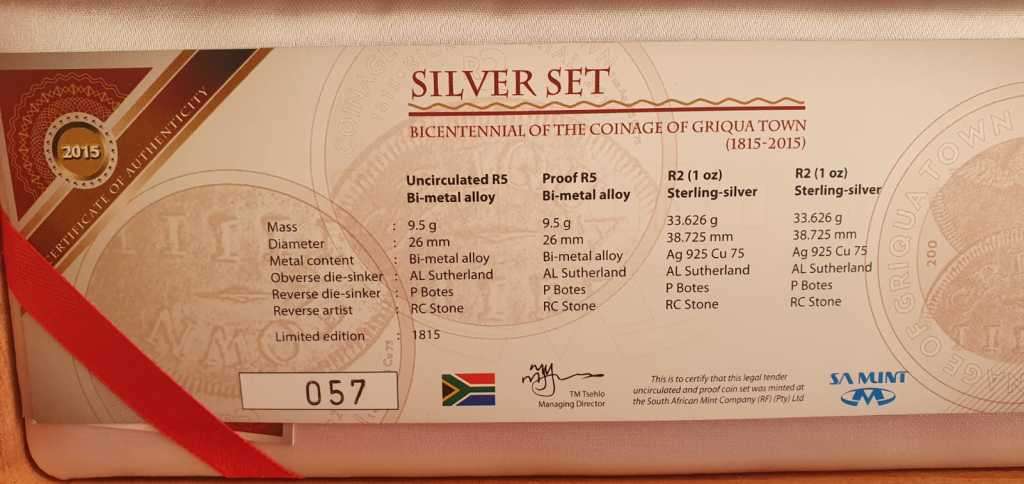 SILVER SET
BICENTENNIAL OF THE COINAGE OF GRIQUA TOWN
(1815-2015)
2015
CERTIFICATE OF AUTHENTICITY
Uncirculated R5 Proof R5 R2 (1 oz) R2 (1 oz)
Bi-metal alloy Bi-metal alloy Sterling-silver Sterling-silver
Mass : 9.5 g 9.5 g 33.626 g 33.626 g
Diameter : 26 mm 26 mm 38.725 mm 38.725 mm
Metal content : Bi-metal alloy Bi-metal alloy Ag 925 Cu 75 Ag 925 Cu 75
Obverse die-sinker : AL Sutherland AL Sutherland AL Sutherland AL Sutherland
Reverse die-sinker : P Botes P Botes P Botes P Botes
Reverse artist : RC Stone RC Stone RC Stone RC Stone
Limited edition : 1815
057
TM Tsehlo
Managing Director
This is to certify that this legal tender
uncirculated and proof coin set was minted at
the South African Mint Company (RF) (Pty) Ltd
SA MINT
OF GRIQUA TOWN
Cu 75